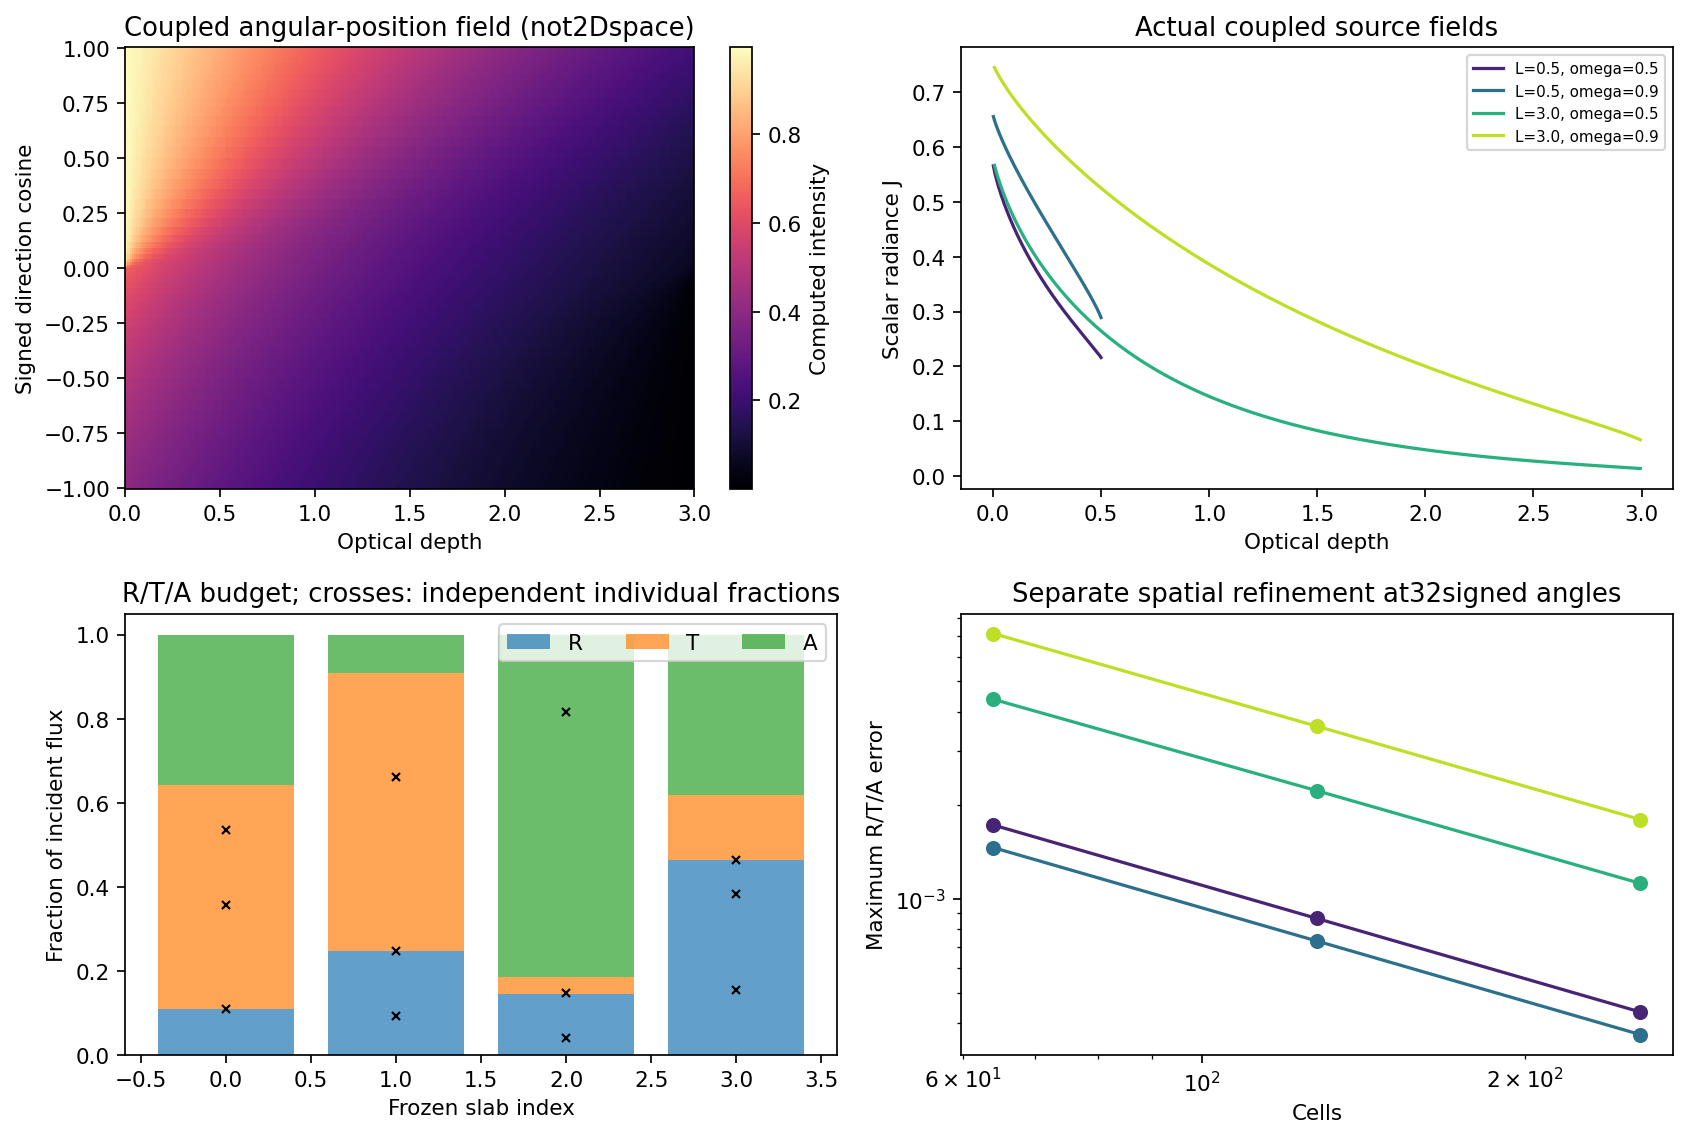 Coupled angular-position field (not2Dspace)
1.00
0.75
0.50
0.25
0.00
−0.25
−0.50
−0.75
−1.00
Signed direction cosine
0.0 0.5 1.0 1.5 2.0 2.5 3.0
Optical depth
0.8
0.6
0.4
0.2
Computed intensity
Actual coupled source fields
0.7
0.6
0.5
0.4
0.3
0.2
0.1
0.0
Scalar radiance J
L=0.5, omega=0.5
L=0.5, omega=0.9
L=3.0, omega=0.5
L=3.0, omega=0.9
0.0 0.5 1.0 1.5 2.0 2.5 3.0
Optical depth
R/T/A budget; crosses: independent individual fractions
1.0
0.8
0.6
0.4
0.2
0.0
Fraction of incident flux
R T A
−0.5 0.0 0.5 1.0 1.5 2.0 2.5 3.0 3.5
Frozen slab index
Separate spatial refinement at32signed angles
10⁻³
Maximum R/T/A error
6 × 10¹ 10² 2 × 10²
Cells